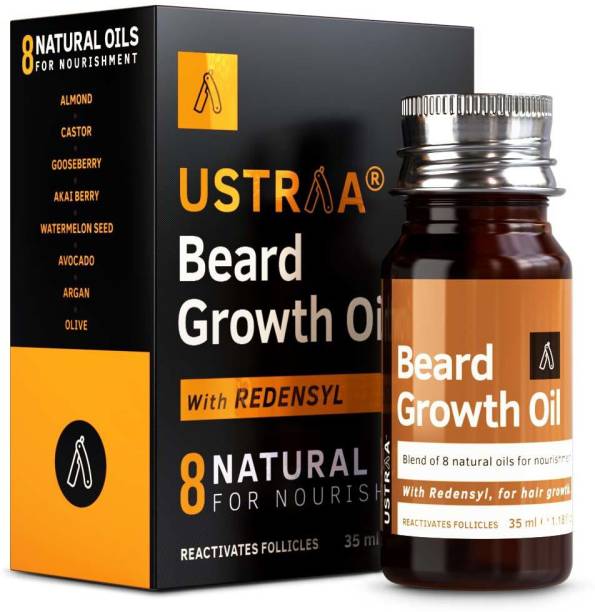 8 NATURAL OILS
FOR NOURISHMENT
ALMOND
CASTOR
GOOSEBERRY
AKAI BERRY
WATERMELON SEED
AVOCADO
ARGAN
OLIVE
USTRAA®
Beard
Growth Oil
With REDENSYL
8 NATURAL
FOR NOURISH
REACTIVATES FOLLICLES 35 ml
Beard
Growth Oil
Blend of 8 natural oils for nourishment
With Redensyl, for hair growth
REACTIVATES FOLLICLES 35 ml
USTRAA